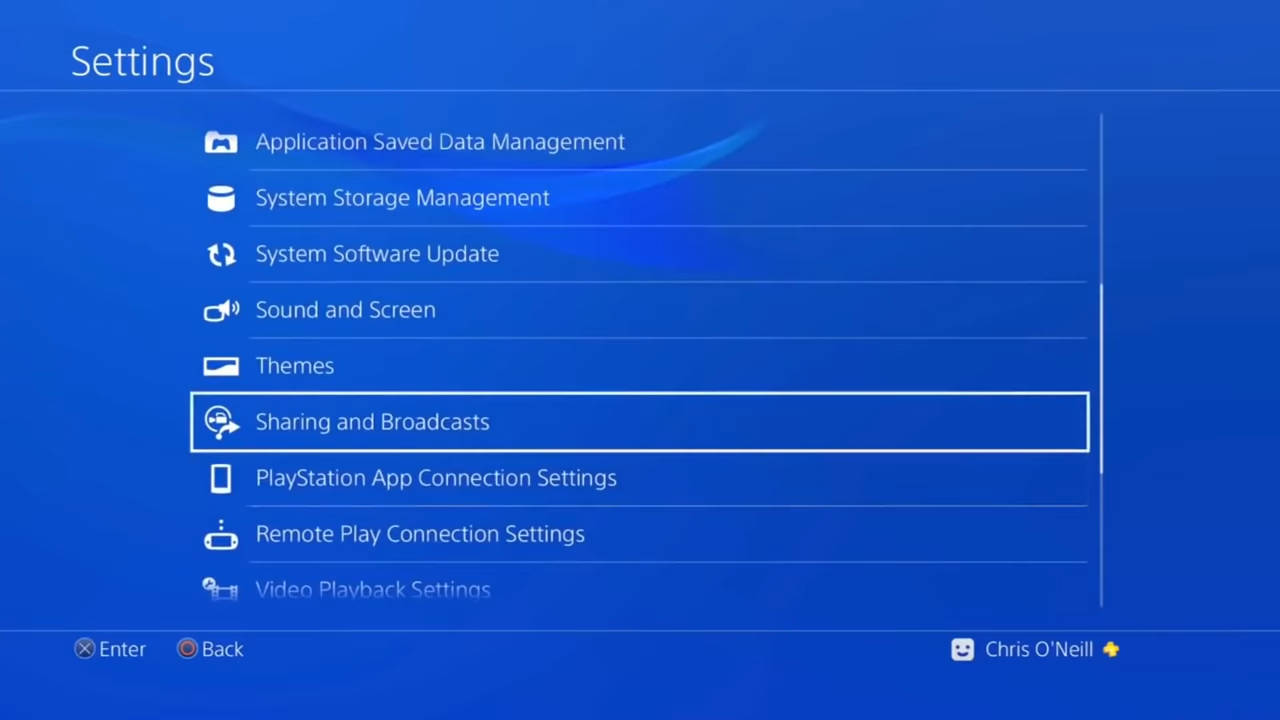 Settings
Application Saved Data Management
System Storage Management
System Software Update
Sound and Screen
Themes
Sharing and Broadcasts
PlayStation App Connection Settings
Remote Play Connection Settings
Video Playback Settings
Enter Back Chris O'Neill